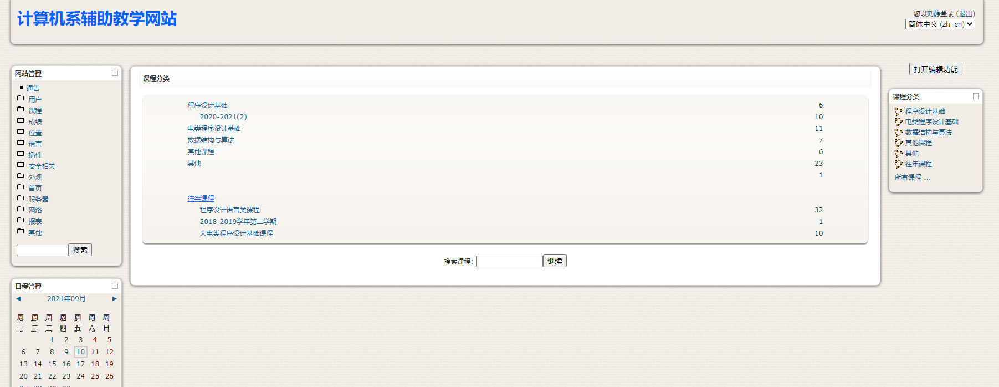 计算机系辅助教学网站
您以刘静登录 (退出)
简体中文 (zh_cn)
网站管理
通告
用户
课程
成绩
位置
语言
插件
安全相关
外观
首页
服务器
网络
报表
其他
搜索
日程管理
2021年09月
周一 周二 周三 周四 周五 周六 周日
1 2 3 4 5
6 7 8 9 10 11 12
13 14 15 16 17 18 19
20 21 22 23 24 25 26
27 28 29 30
课程分类
程序设计基础 6
2020-2021(2) 10
电类程序设计基础 11
数据结构与算法 7
其他课程 6
其他 23
1
往年课程
程序设计语言类课程 32
2018-2019学年第二学期 1
大电类程序设计基础课程 10
搜索课程: 继续
打开编辑功能
课程分类
程序设计基础
电类程序设计基础
数据结构与算法
其他课程
其他
往年课程
所有课程 ...